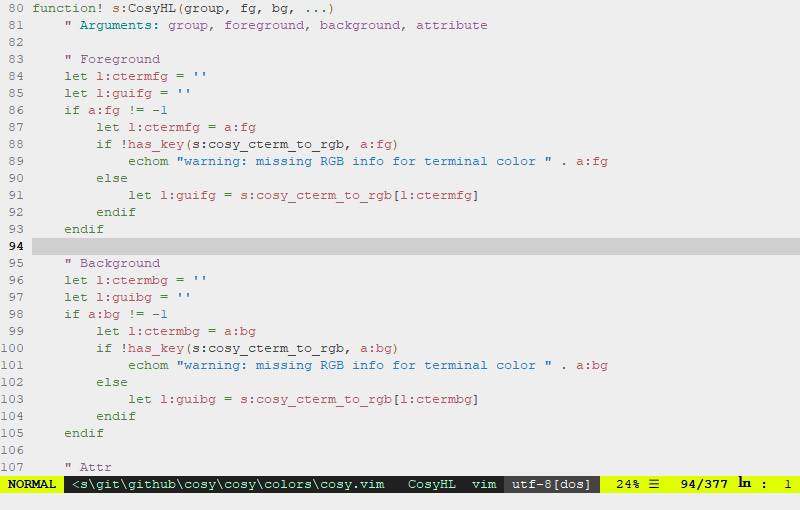 80 function! s:CosyHL(group, fg, bg, ...)
81     " Arguments: group, foreground, background, attribute
82
83     " Foreground
84     let l:ctermfg = ''
85     let l:guifg = ''
86     if a:fg != -1
87         let l:ctermfg = a:fg
88         if !has_key(s:cosy_cterm_to_rgb, a:fg)
89             echom "warning: missing RGB info for terminal color " . a:fg
90         else
91             let l:guifg = s:cosy_cterm_to_rgb[l:ctermfg]
92         endif
93     endif
94
95     " Background
96     let l:ctermbg = ''
97     let l:guibg = ''
98     if a:bg != -1
99         let l:ctermbg = a:bg
100         if !has_key(s:cosy_cterm_to_rgb, a:bg)
101             echom "warning: missing RGB info for terminal color " . a:bg
102         else
103             let l:guibg = s:cosy_cterm_to_rgb[l:ctermbg]
104         endif
105     endif
106
107     " Attr
NORMAL <s\git\github\cosy\cosy\colors\cosy.vim CosyHL vim utf-8[dos] 24% ☰ 94/377 ㏑ : 1